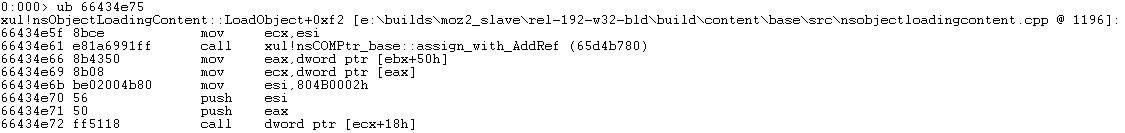 0:000> ub 66434e75
xul!nsObjectLoadingContent::LoadObject+0xf2 [e:\builds\moz2_slave\rel-192-w32-bld\build\content\base\src\nsobjectloadingcontent.cpp @ 1196]:
66434e5f 8bce            mov     ecx,esi
66434e61 e81a6991ff      call    xul!nsCOMPtr_base::assign_with_AddRef (65d4b780)
66434e66 8b4350          mov     eax,dword ptr [ebx+50h]
66434e69 8b08            mov     ecx,dword ptr [eax]
66434e6b be02004b80      mov     esi,804B0002h
66434e70 56              push    esi
66434e71 50              push    eax
66434e72 ff5118          call    dword ptr [ecx+18h]